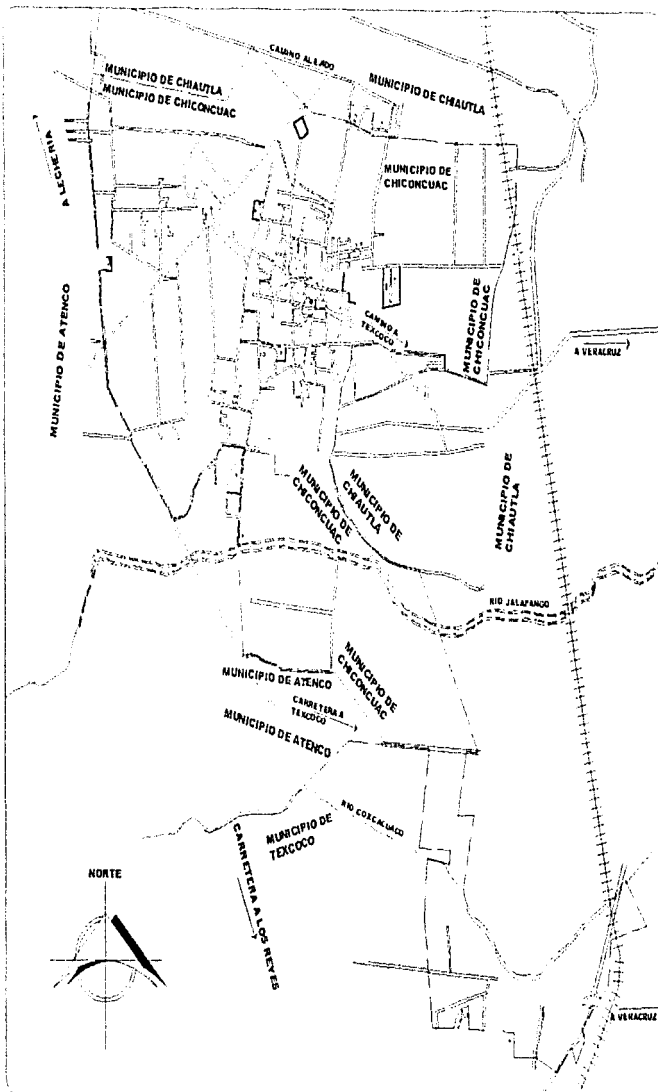 CAMINO AL LADO
MUNICIPIO DE CHIAUTLA
MUNICIPIO DE CHICONCUAC
MUNICIPIO DE CHIAUTLA
A LECHERIA
MUNICIPIO DE
CHICONCUAC
MUNICIPIO DE ATENCO
CAMINO A
TEXCOCO
MUNICIPIO DE
CHICONCUAC
A VERACRUZ
MUNICIPIO DE
CHICONCUAC
MUNICIPIO DE
CHIAUTLA
MUNICIPIO DE
CHIAUTLA
RIO JALAPANGO
MUNICIPIO DE ATENCO
MUNICIPIO DE
CHICONCUAC
CARRETERA A
TEXCOCO
MUNICIPIO DE ATENCO
RIO COXCACUACO
MUNICIPIO DE
TEXCOCO
CARRETERA A LOS REYES
NORTE
A VERACRUZ